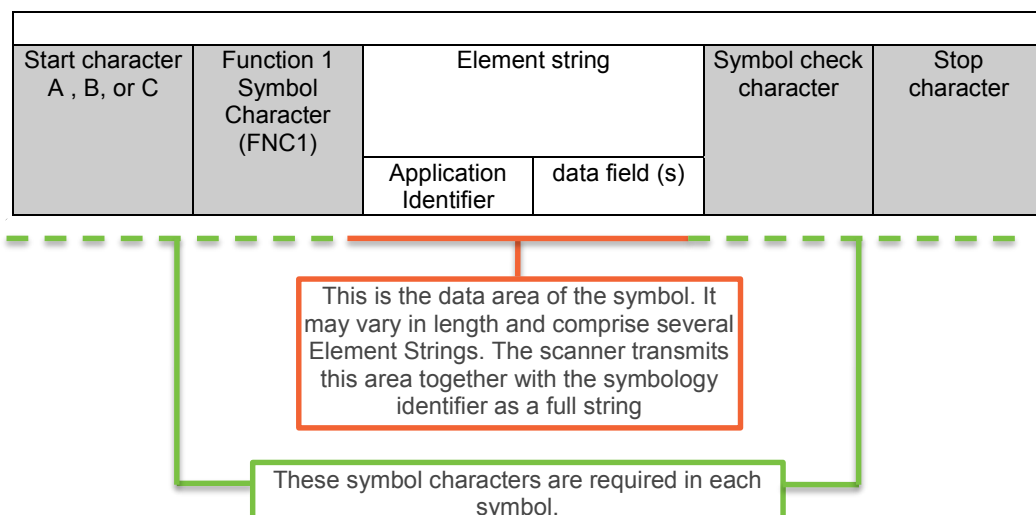 Start character
A , B, or C
Function 1
Symbol
Character
(FNC1)
Element string
Application
Identifier
data field (s)
Symbol check
character
Stop
character
This is the data area of the symbol. It
may vary in length and comprise several
Element Strings. The scanner transmits
this area together with the symbology
identifier as a full string
These symbol characters are required in each
symbol.